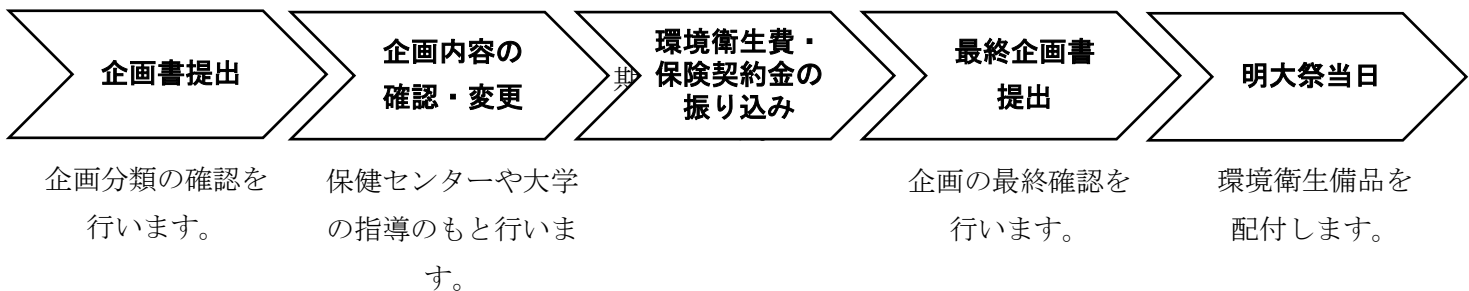 企画書提出
企画内容の
確認・変更
期
環境衛生費・
保険契約金の
振り込み
最終企画書
提出
明大祭当日
企画分類の確認を
行います。
保健センターや大学
の指導のもと行いま
す。
企画の最終確認を
行います。
環境衛生備品を
配付します。